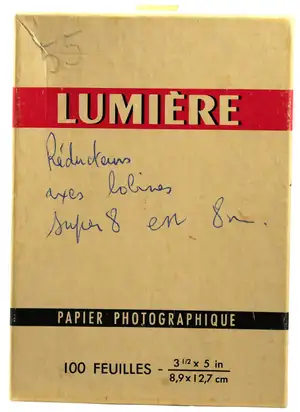 55
LUMIÈRE
Réducteurs
axes bobines
super 8 en 8m.
PAPIER PHOTOGRAPHIQUE
100 FEUILLES - 3 1/2 x 5 in
8,9 x 12,7 cm